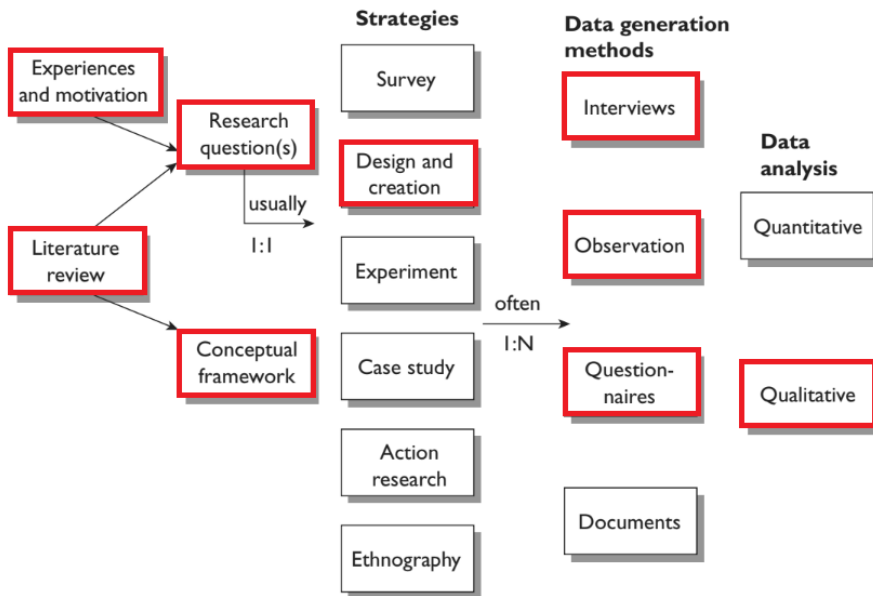 Strategies
Data generation
methods
Experiences
and motivation
Research
question(s)
Survey
Interviews
Data
analysis
Design and
creation
usually
1:1
Literature
review
Experiment
Observation
Quantitative
often
1:N
Conceptual
framework
Case study
Question-
naires
Qualitative
Action
research
Documents
Ethnography